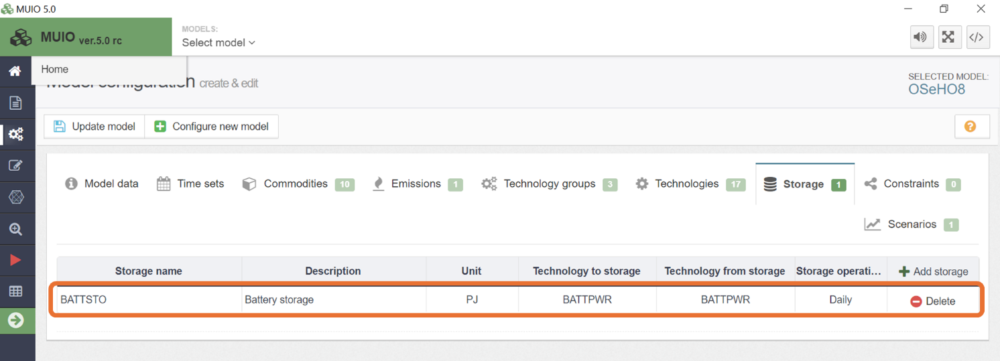 MUIO 5.0
MUIO ver.5.0 rc
MODELS:
Select model
</>
Home
Model configuration create & edit
SELECTED MODEL:
OSeHO8
Update model
Configure new model
?
Model data
Time sets
Commodities 10
Emissions 1
Technology groups 3
Technologies 17
Storage 1
Constraints 0
Scenarios 1
Storage name Description Unit Technology to storage Technology from storage Storage operati... Add storage
BATTSTO Battery storage PJ BATTPWR BATTPWR Daily Delete